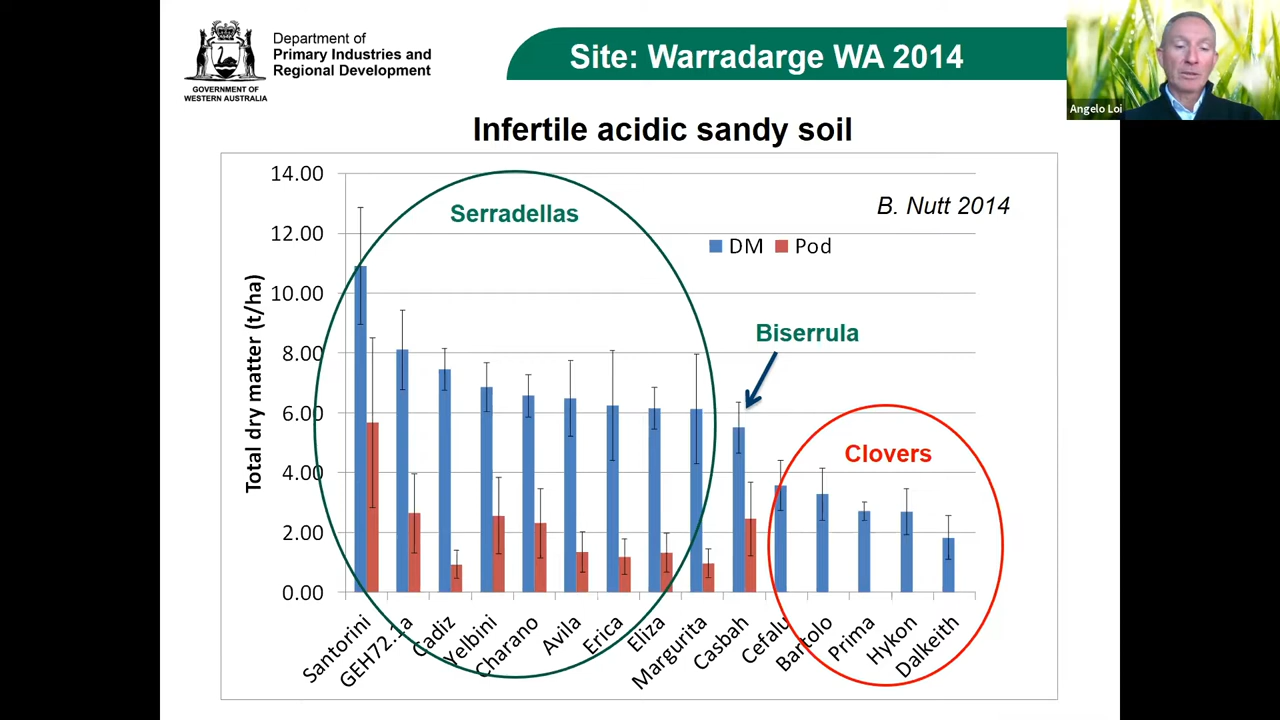 Department of
Primary Industries and
Regional Development
GOVERNMENT OF
WESTERN AUSTRALIA
Site: Warradarge WA 2014
Angelo Loi
Infertile acidic sandy soil
14.00
12.00
10.00
8.00
6.00
4.00
2.00
0.00
Total dry matter (t/ha)
Serradellas
B. Nutt 2014
DM
Pod
Biserrula
Clovers
Santorini
GEH72.1a
Cadiz
Yelbini
Charano
Avila
Erica
Eliza
Margurita
Casbah
Cefalu
Bartolo
Prima
Hykon
Dalkeith